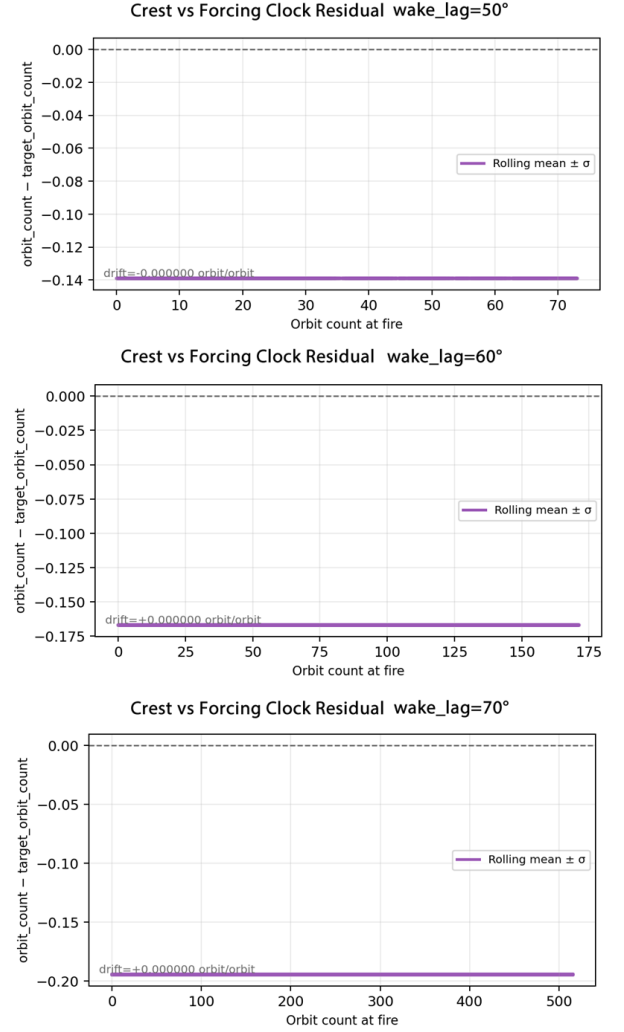 Crest vs Forcing Clock Residual wake_lag=50°
0.00
−0.02
−0.04
−0.06
−0.08
−0.10
−0.12
−0.14
orbit_count − target_orbit_count
Rolling mean ± σ
drift=-0.000000 orbit/orbit
0 10 20 30 40 50 60 70
Orbit count at fire
Crest vs Forcing Clock Residual wake_lag=60°
0.000
−0.025
−0.050
−0.075
−0.100
−0.125
−0.150
−0.175
orbit_count − target_orbit_count
Rolling mean ± σ
drift=+0.000000 orbit/orbit
0 25 50 75 100 125 150 175
Orbit count at fire
Crest vs Forcing Clock Residual wake_lag=70°
0.00
−0.05
−0.10
−0.15
−0.20
orbit_count − target_orbit_count
Rolling mean ± σ
drift=+0.000000 orbit/orbit
0 100 200 300 400 500
Orbit count at fire